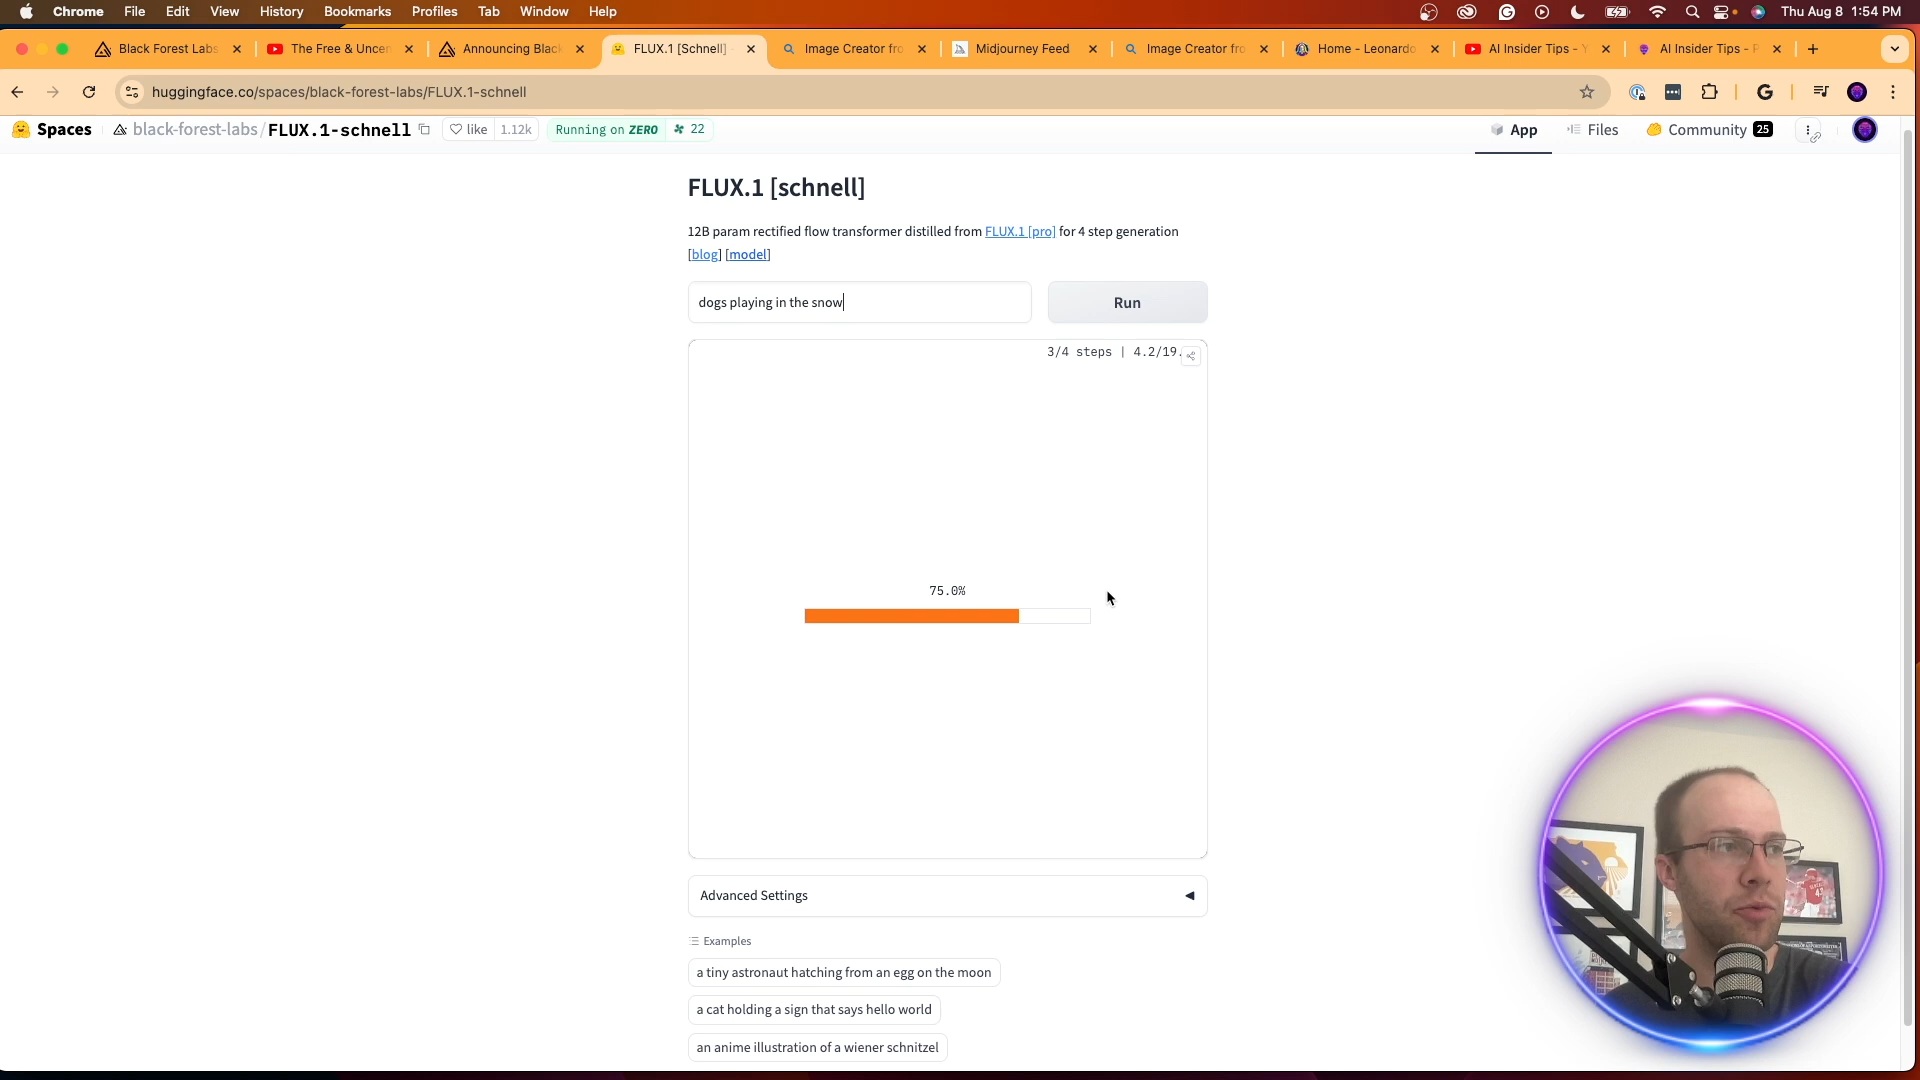 Chrome File Edit View History Bookmarks Profiles Tab Window Help Thu Aug 8 1:54 PM
Black Forest Labs The Free & Uncen Announcing Black FLUX.1 [Schnell] - Image Creator fro Midjourney Feed Image Creator fro Home - Leonardo AI Insider Tips - Y AI Insider Tips - P
huggingface.co/spaces/black-forest-labs/FLUX.1-schnell
Spaces black-forest-labs/FLUX.1-schnell like 1.12k Running on ZERO 22 App Files Community 25
FLUX.1 [schnell]
12B param rectified flow transformer distilled from FLUX.1 [pro] for 4 step generation
[blog] [model]
dogs playing in the snow Run
3/4 steps | 4.2/19.
75.0%
Advanced Settings
Examples
a tiny astronaut hatching from an egg on the moon
a cat holding a sign that says hello world
an anime illustration of a wiener schnitzel